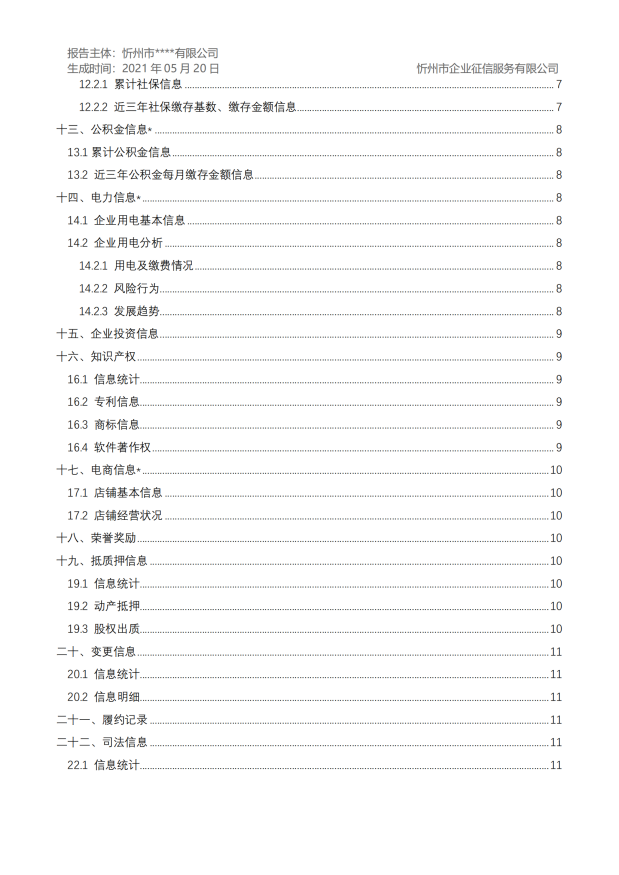 报告主体：忻州市****有限公司
生成时间：2021 年 05 月 20 日 忻州市企业征信服务有限公司
12.2.1 累计社保信息 7
12.2.2 近三年社保缴存基数、缴存金额信息 7
十三、公积金信息* 8
13.1 累计公积金信息 8
13.2 近三年公积金每月缴存金额信息 8
十四、电力信息* 8
14.1 企业用电基本信息 8
14.2 企业用电分析 8
14.2.1 用电及缴费情况 8
14.2.2 风险行为 8
14.2.3 发展趋势 8
十五、企业投资信息 9
十六、知识产权 9
16.1 信息统计 9
16.2 专利信息 9
16.3 商标信息 9
16.4 软件著作权 9
十七、电商信息* 10
17.1 店铺基本信息 10
17.2 店铺经营状况 10
十八、荣誉奖励 10
十九、抵质押信息 10
19.1 信息统计 10
19.2 动产抵押 10
19.3 股权出质 10
二十、变更信息 11
20.1 信息统计 11
20.2 信息明细 11
二十一、履约记录 11
二十二、司法信息 11
22.1 信息统计 11